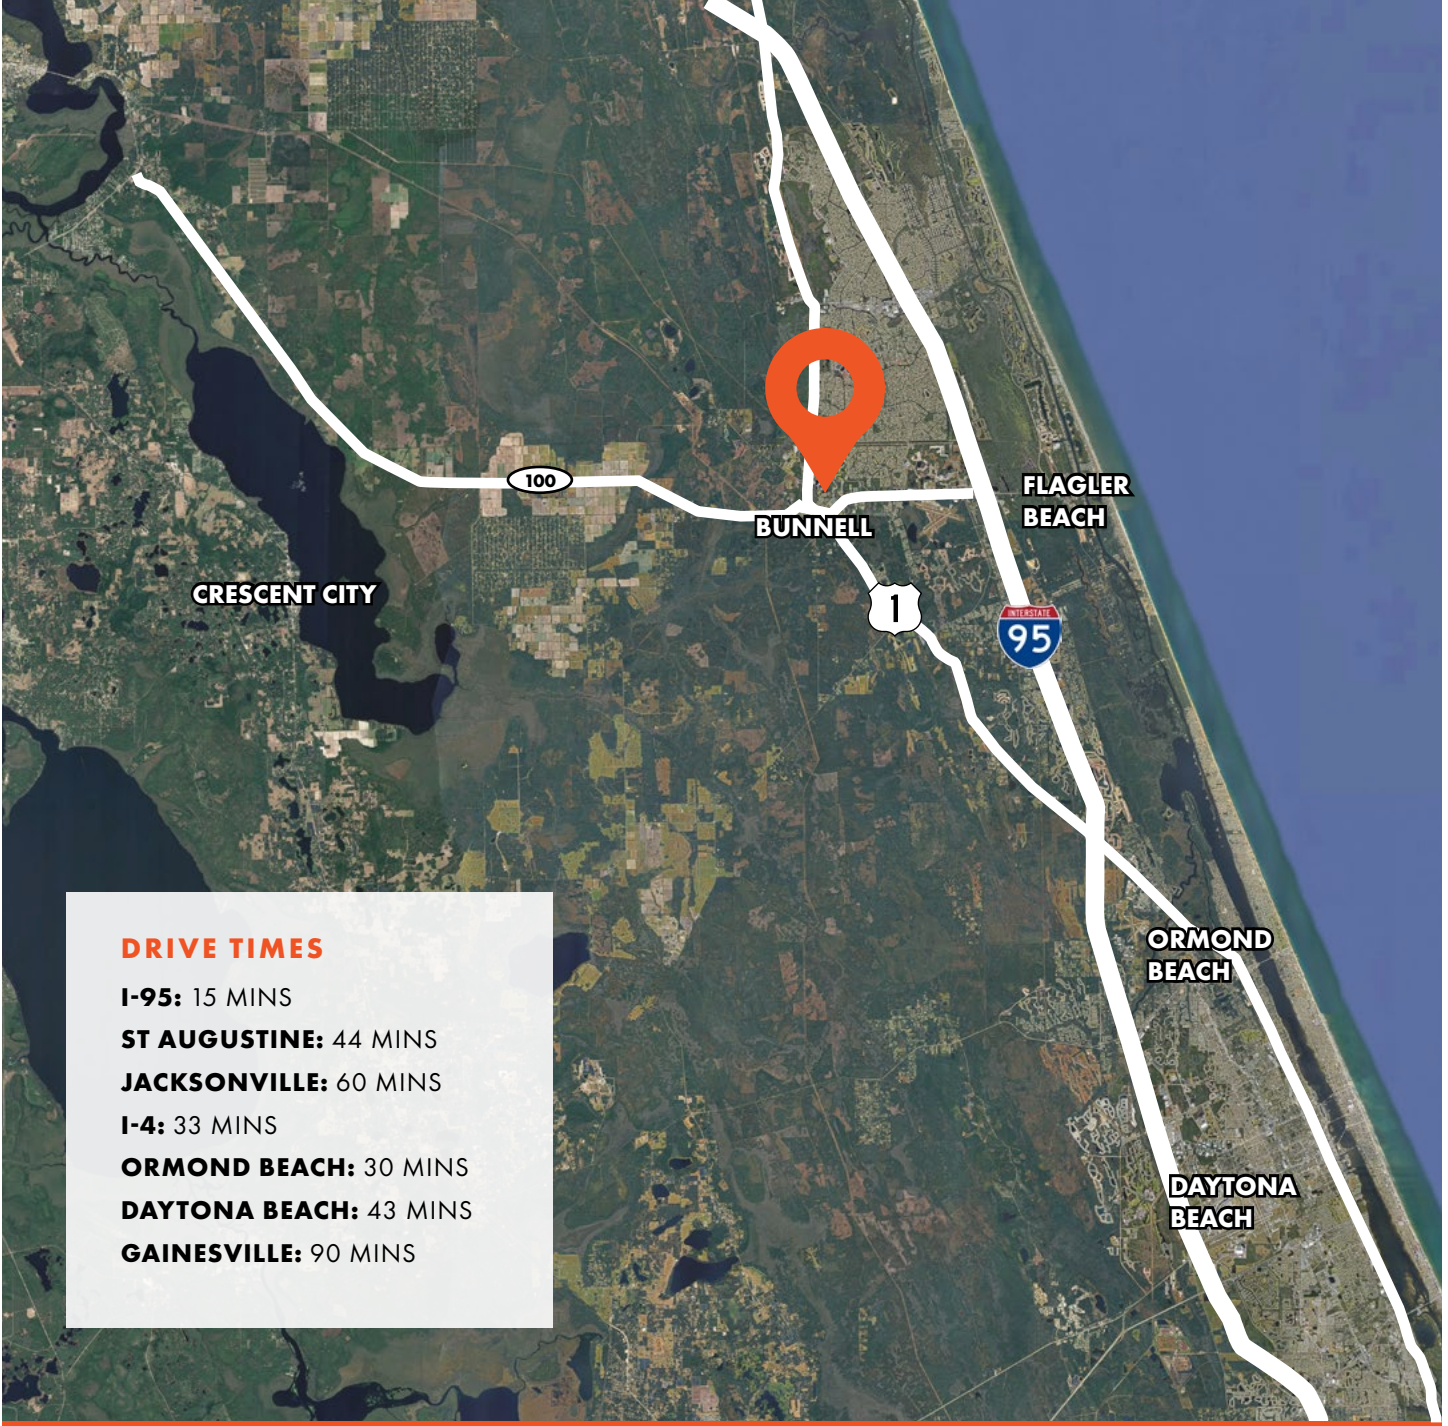 100
BUNNELL
FLAGLER
BEACH
CRESCENT CITY
1
INTERSTATE
95
ORMOND
BEACH
DAYTONA
BEACH
DRIVE TIMES
I-95: 15 MINS
ST AUGUSTINE: 44 MINS
JACKSONVILLE: 60 MINS
I-4: 33 MINS
ORMOND BEACH: 30 MINS
DAYTONA BEACH: 43 MINS
GAINESVILLE: 90 MINS